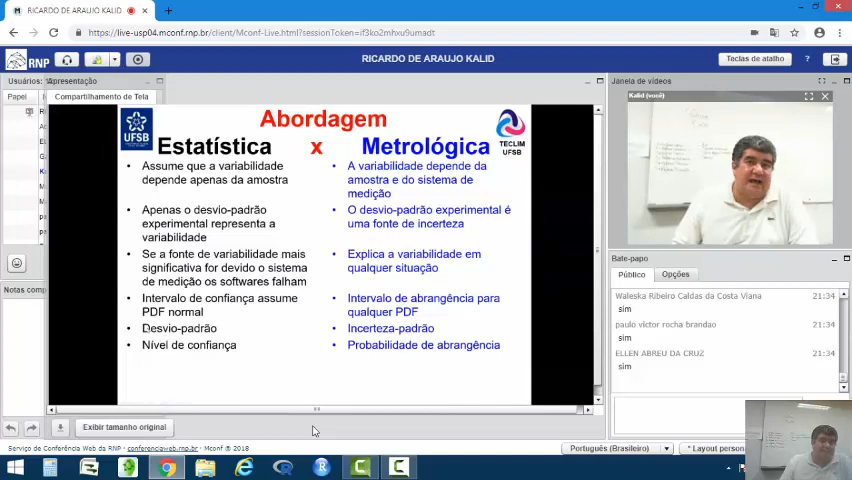 RICARDO DE ARAUJO KALID
https://live-usp04.mconf.rnp.br/client/Mconf-Live.html?sessionToken=if3ko2mhxu9umadt
RNP
RICARDO DE ARAUJO KALID
Teclas de atalho
?
Usuários:
Apresentação
Janela de vídeos
Papel
Compartilhamento de Tela
Kalid (você)
UFSB
Abordagem
Estatística x Metrológica
TECLIM
UFSB
• Assume que a variabilidade
depende apenas da amostra
• Apenas o desvio-padrão
experimental representa a
variabilidade
• Se a fonte de variabilidade mais
significativa for devido o sistema
de medição os softwares falham
• Intervalo de confiança assume
PDF normal
• Desvio-padrão
• Nível de confiança
• A variabilidade depende da
amostra e do sistema de
medição
• O desvio-padrão experimental é
uma fonte de incerteza
• Explica a variabilidade em
qualquer situação
• Intervalo de abrangência para
qualquer PDF
• Incerteza-padrão
• Probabilidade de abrangência
Notas comp
Bate-papo
Público
Opções
Waleska Ribeiro Caldas da Costa Viana 21:34
sim
paulo victor rocha brandao 21:34
sim
ELLEN ABREU DA CRUZ 21:34
sim
Exibir tamanho original
Serviço de Conferência Web da RNP • conferenciaweb.rnp.br • Mconf © 2018
Português (Brasileiro)
* Layout person